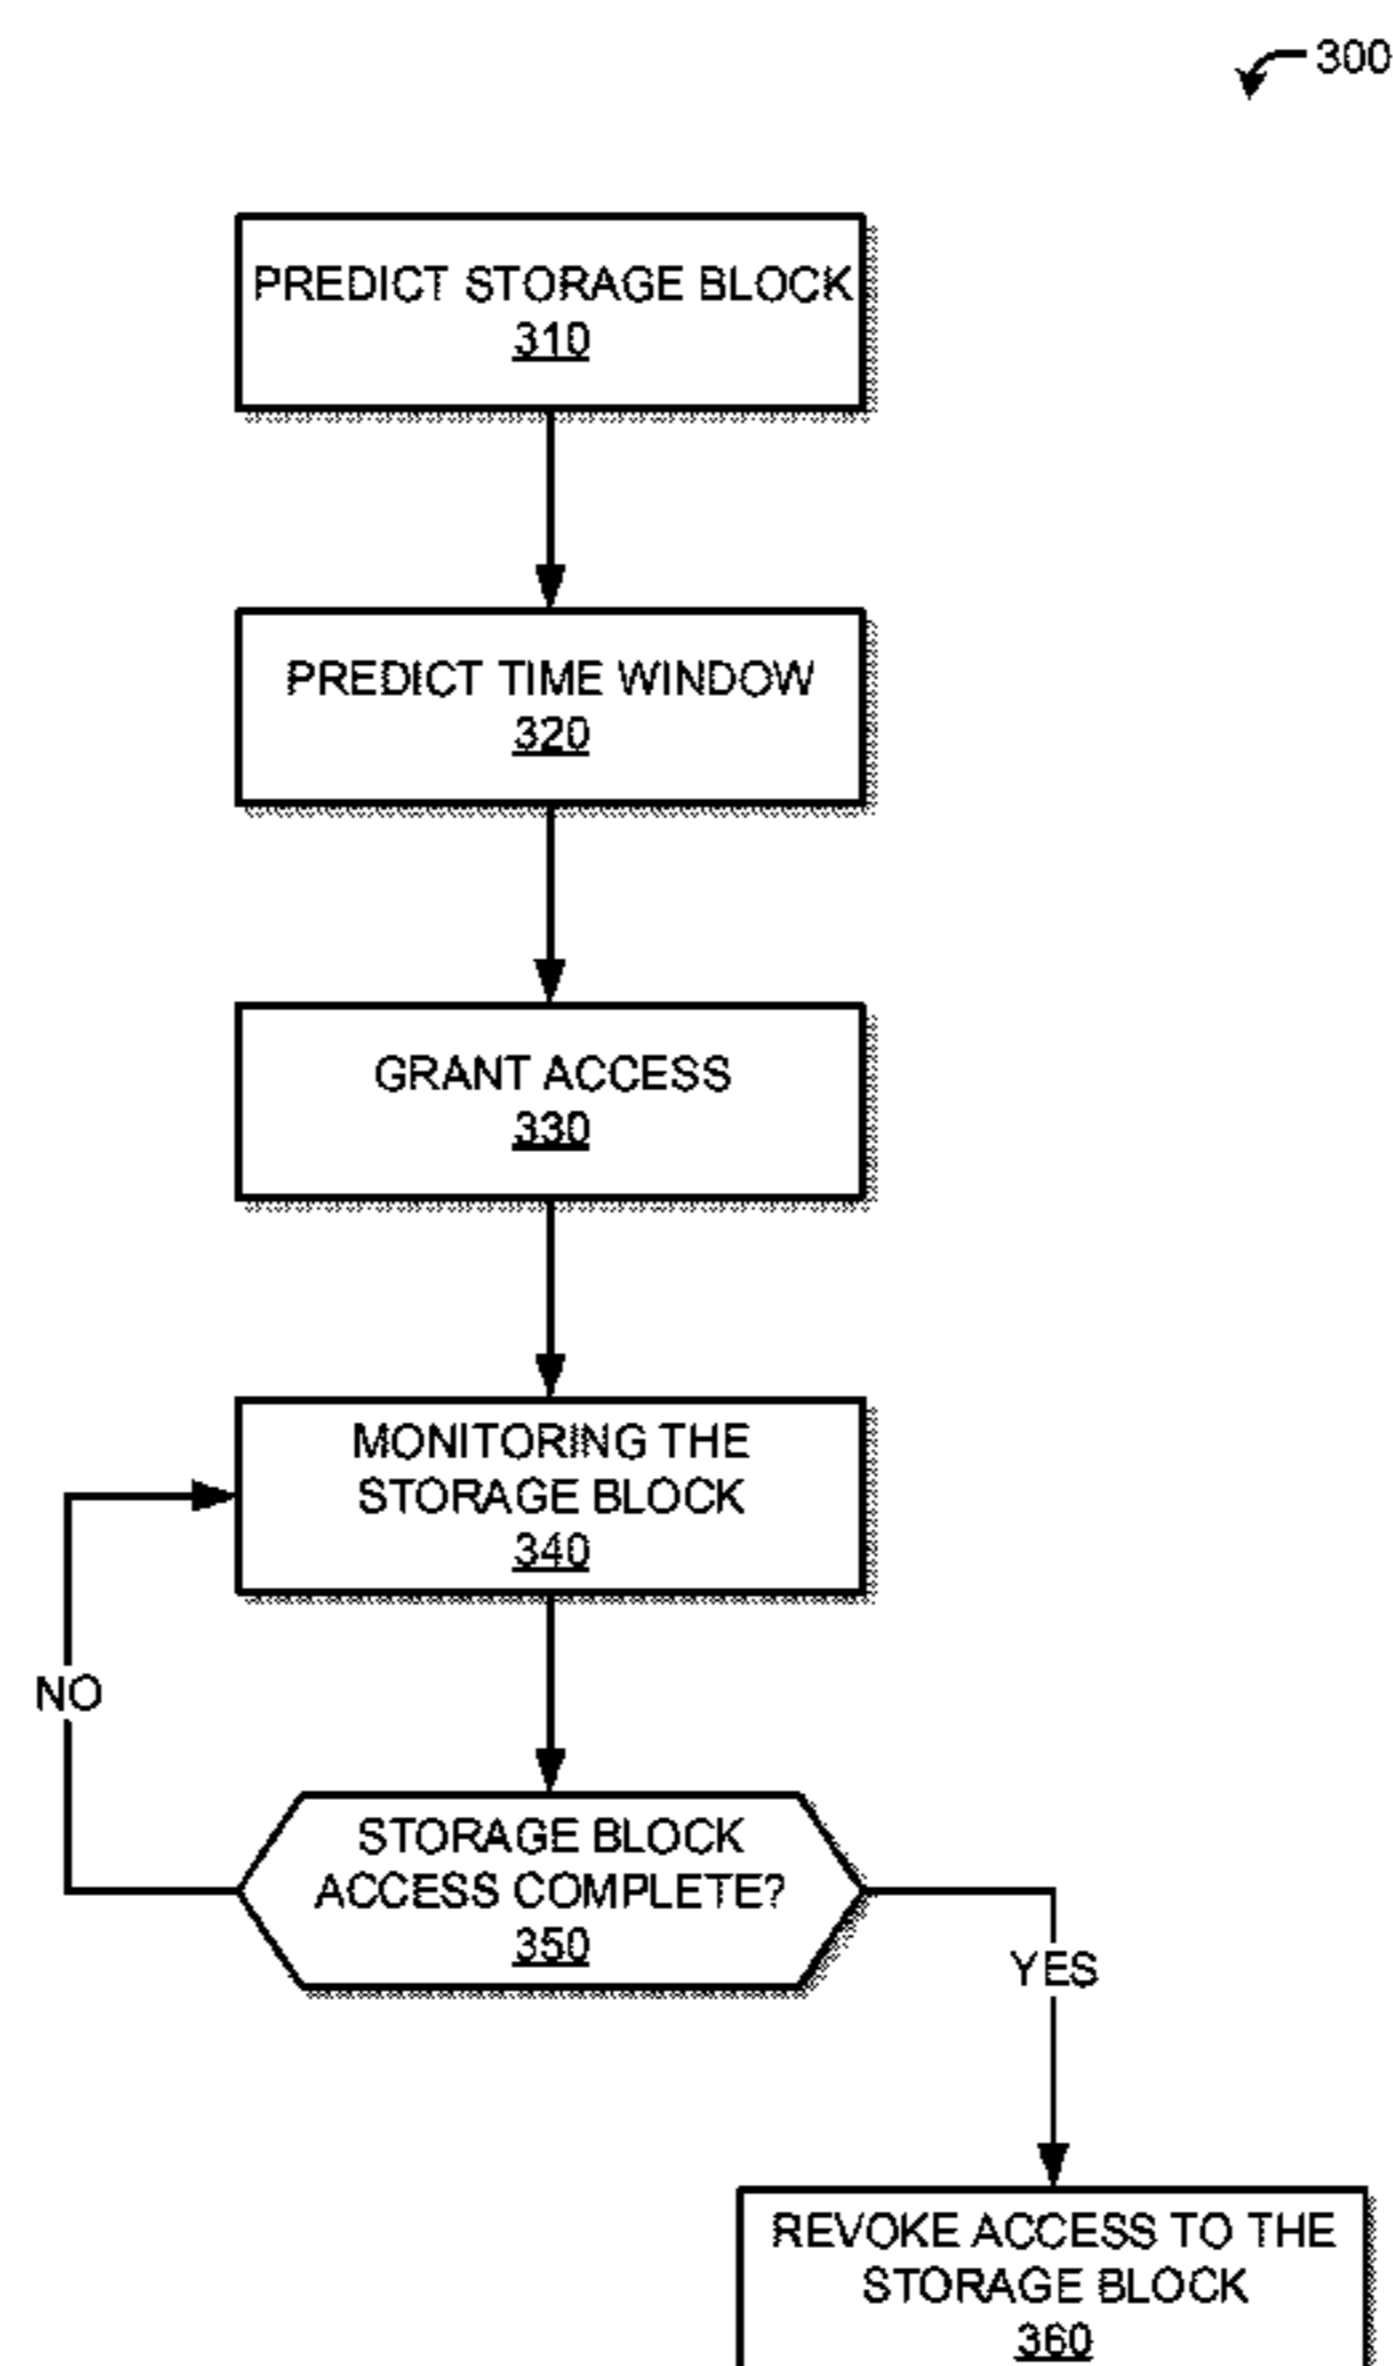 300
PREDICT STORAGE BLOCK
310
PREDICT TIME WINDOW
320
GRANT ACCESS
330
MONITORING THE
STORAGE BLOCK
340
NO
STORAGE BLOCK
ACCESS COMPLETE?
350
YES
REVOKE ACCESS TO THE
STORAGE BLOCK
360